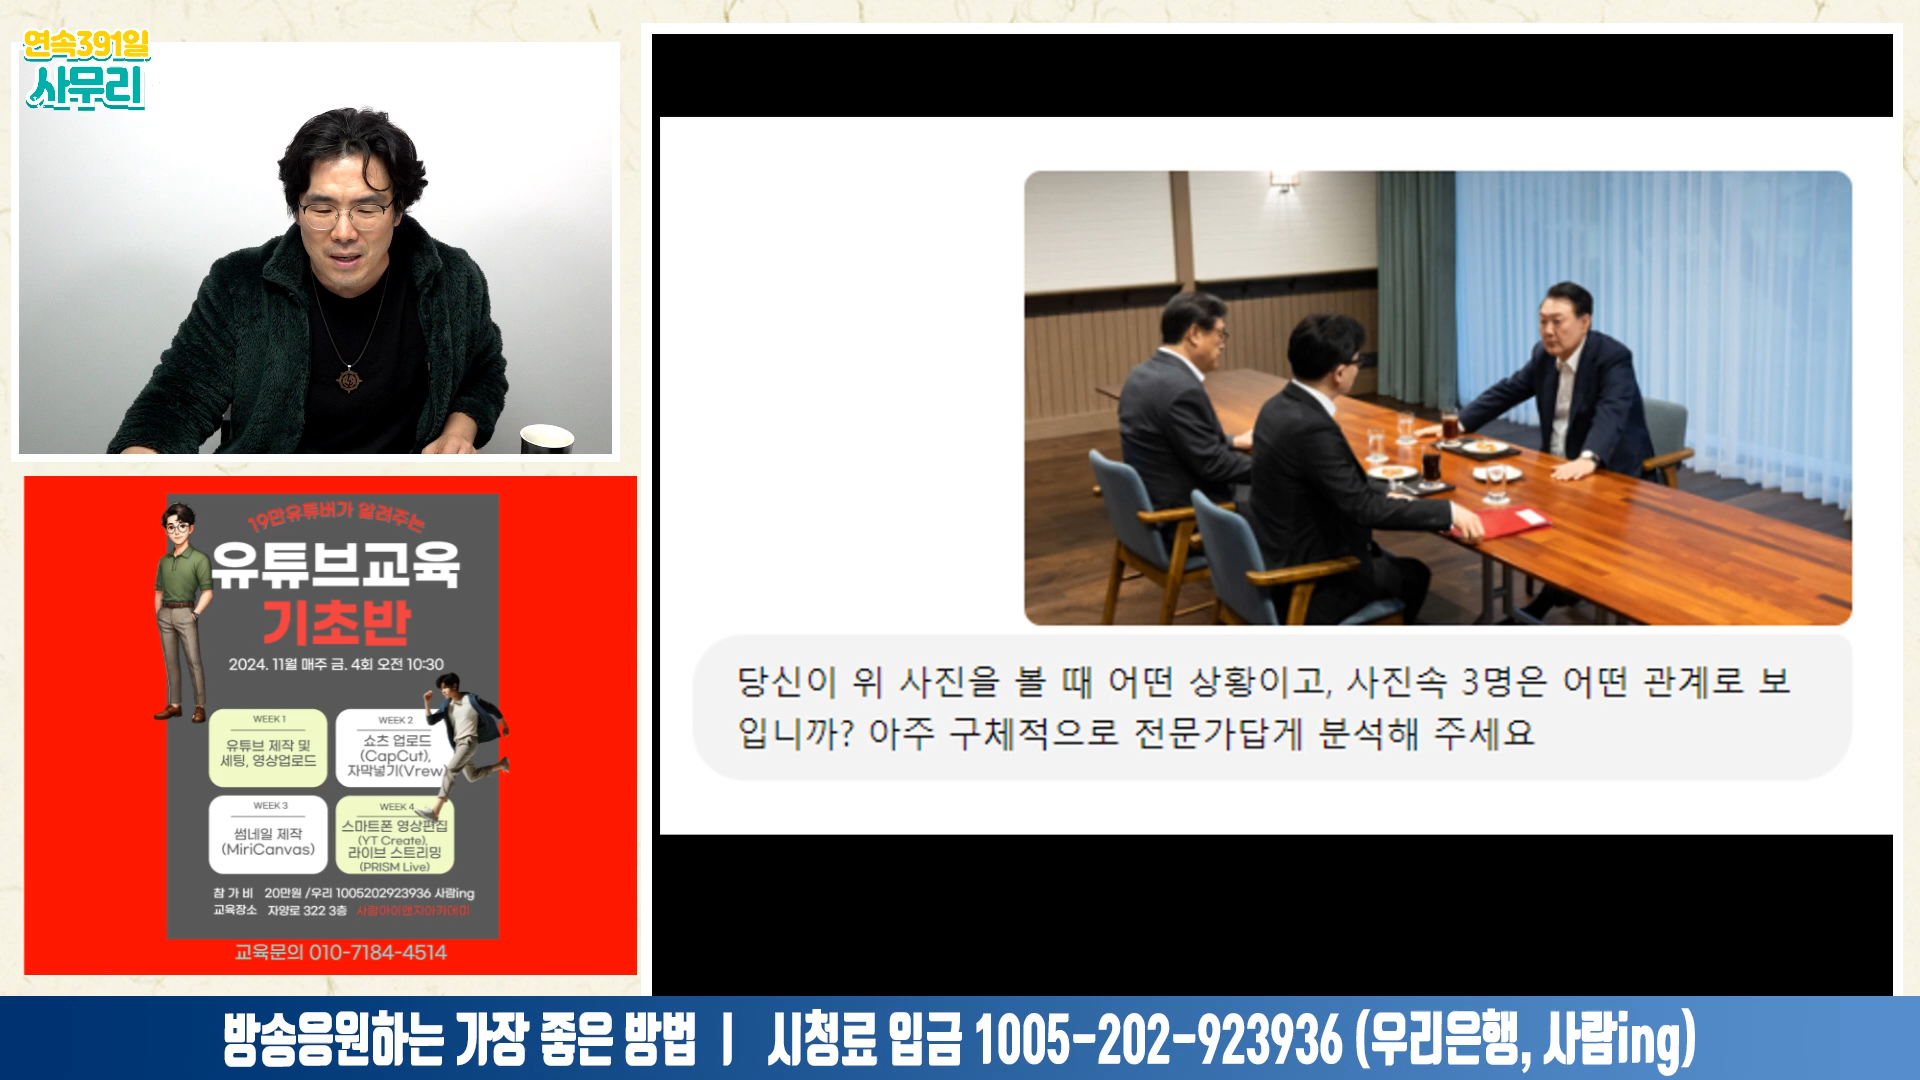 연속391일
사무리
19만유튜버가 알려주는
유튜브교육
기초반
2024. 11월 매주 금. 4회 오전 10:30
WEEK 1
유튜브 제작 및
세팅, 영상업로드
WEEK 2
쇼츠 업로드
(CapCut),
자막넣기(Vrew)
WEEK 3
썸네일 제작
(MiriCanvas)
WEEK 4
스마트폰 영상편집
(YT Create),
라이브 스트리밍
(PRISM Live)
참 가 비 20만원 /우리 1005202923936 사람ing
교육장소 자양로 322 3층 사람아이앤지아카데미
교육문의 010-7184-4514
당신이 위 사진을 볼 때 어떤 상황이고, 사진속 3명은 어떤 관계로 보
입니까? 아주 구체적으로 전문가답게 분석해 주세요
방송응원하는 가장 좋은 방법 | 시청료 입금 1005-202-923936 (우리은행, 사람ing)